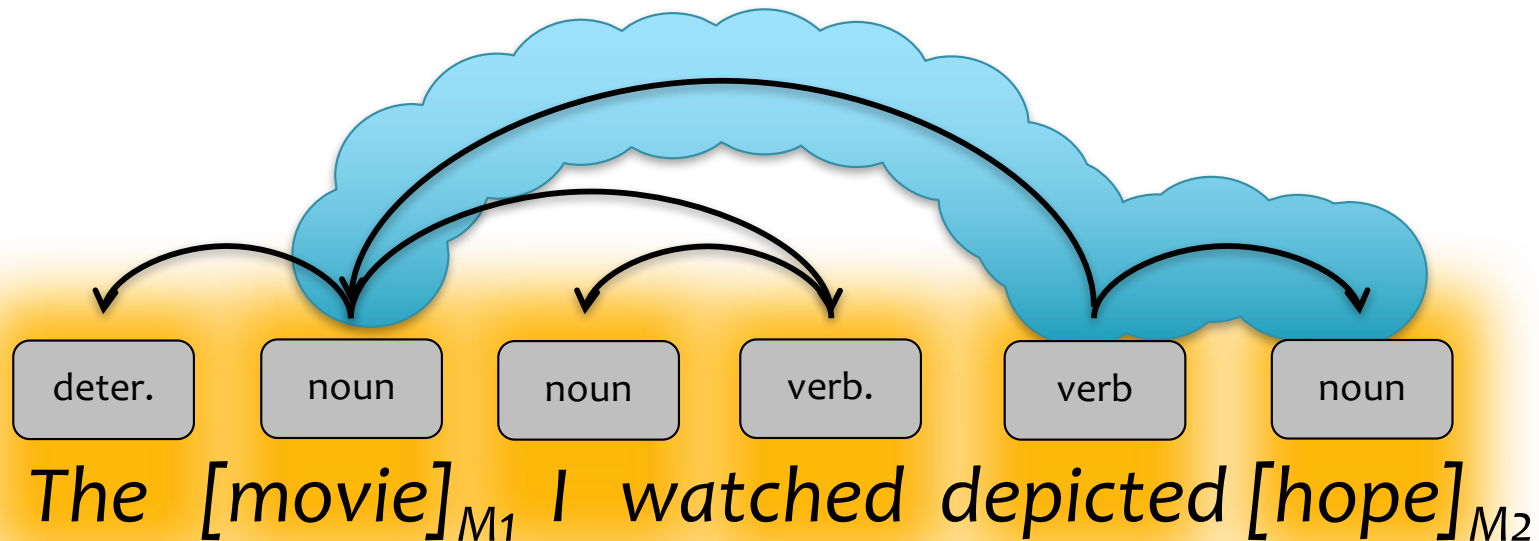 deter. noun noun verb. verb noun
The [movie]M1 I watched depicted [hope]M2